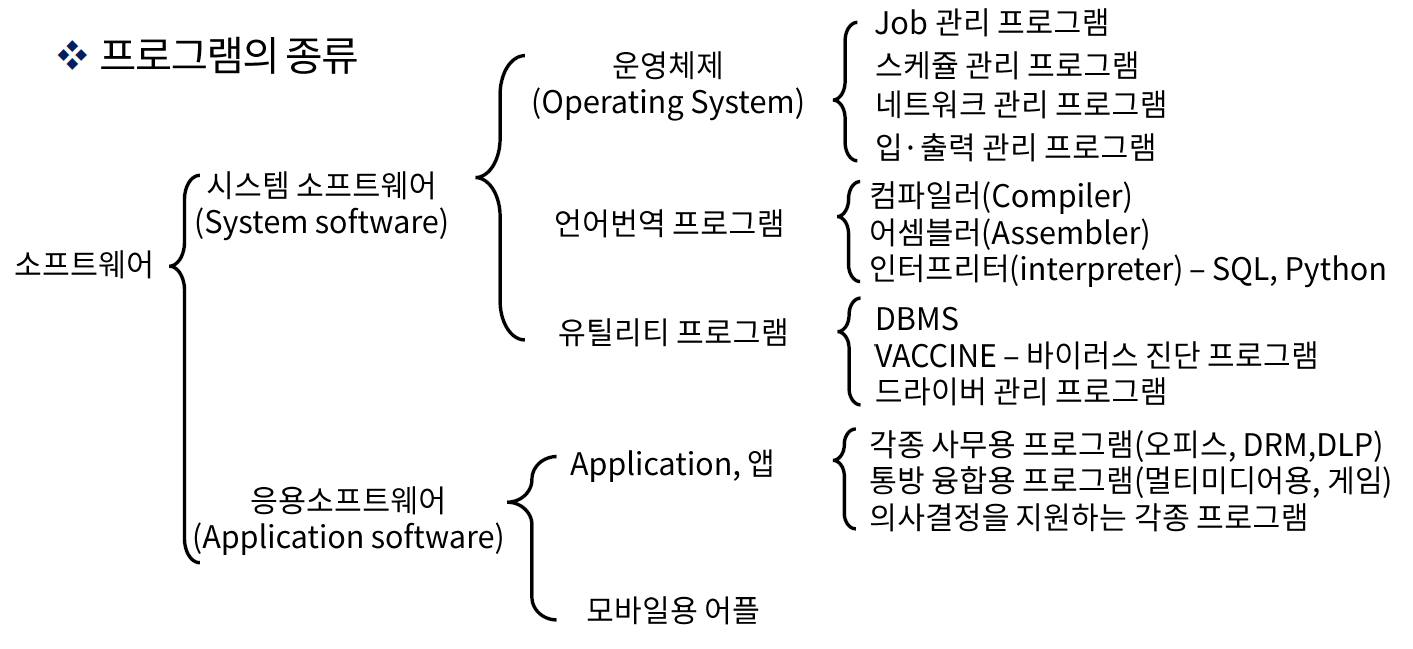 ❖ 프로그램의 종류
소프트웨어
시스템 소프트웨어
(System software)
운영체제
(Operating System)
Job 관리 프로그램
스케쥴 관리 프로그램
네트워크 관리 프로그램
입·출력 관리 프로그램
언어번역 프로그램
컴파일러(Compiler)
어셈블러(Assembler)
인터프리터(interpreter) – SQL, Python
유틸리티 프로그램
DBMS
VACCINE – 바이러스 진단 프로그램
드라이버 관리 프로그램
응용소프트웨어
(Application software)
Application, 앱
각종 사무용 프로그램(오피스, DRM,DLP)
통방 융합용 프로그램(멀티미디어용, 게임)
의사결정을 지원하는 각종 프로그램
모바일용 어플